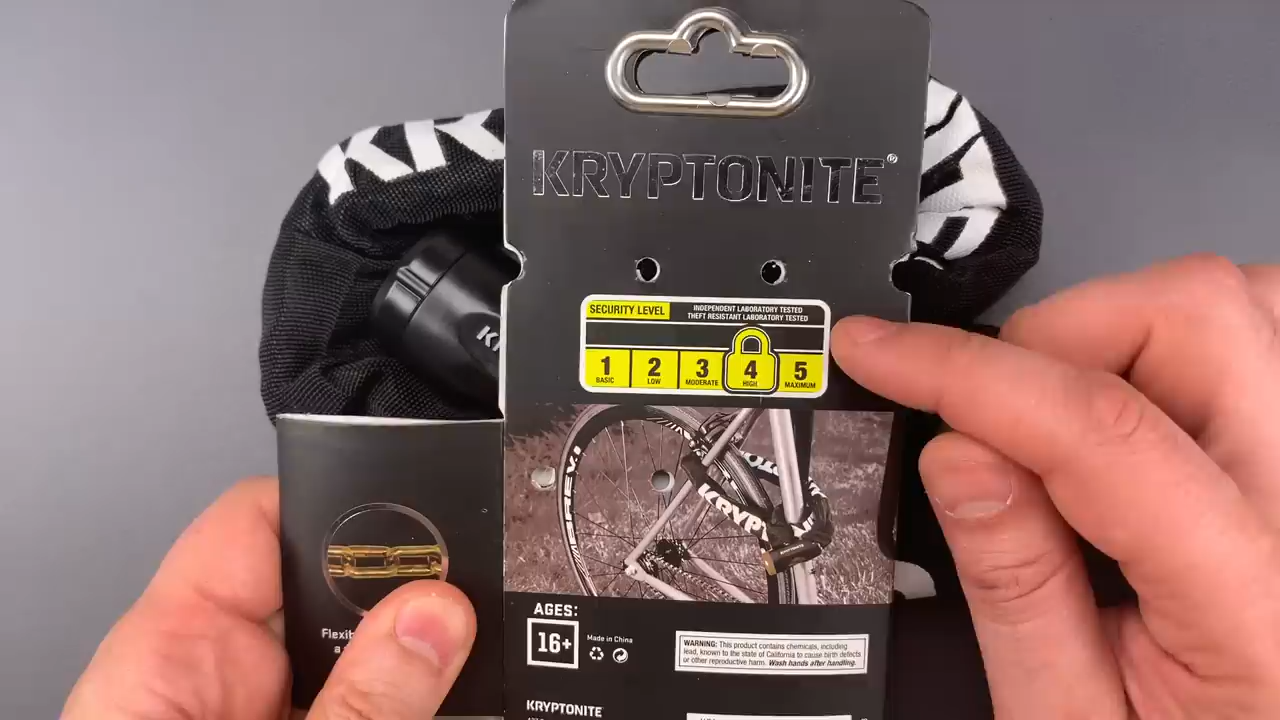 KRYPTONITE®
SECURITY LEVEL
INDEPENDENT LABORATORY TESTED
THEFT RESISTANT LABORATORY TESTED
1 2 3 4 5
BASIC LOW MODERATE HIGH MAXIMUM
AGES:
16+
Made in China
WARNING: This product contains chemicals, including
lead, known to the state of California to cause birth defects
or other reproductive harm. Wash hands after handling.
KRYPTONITE